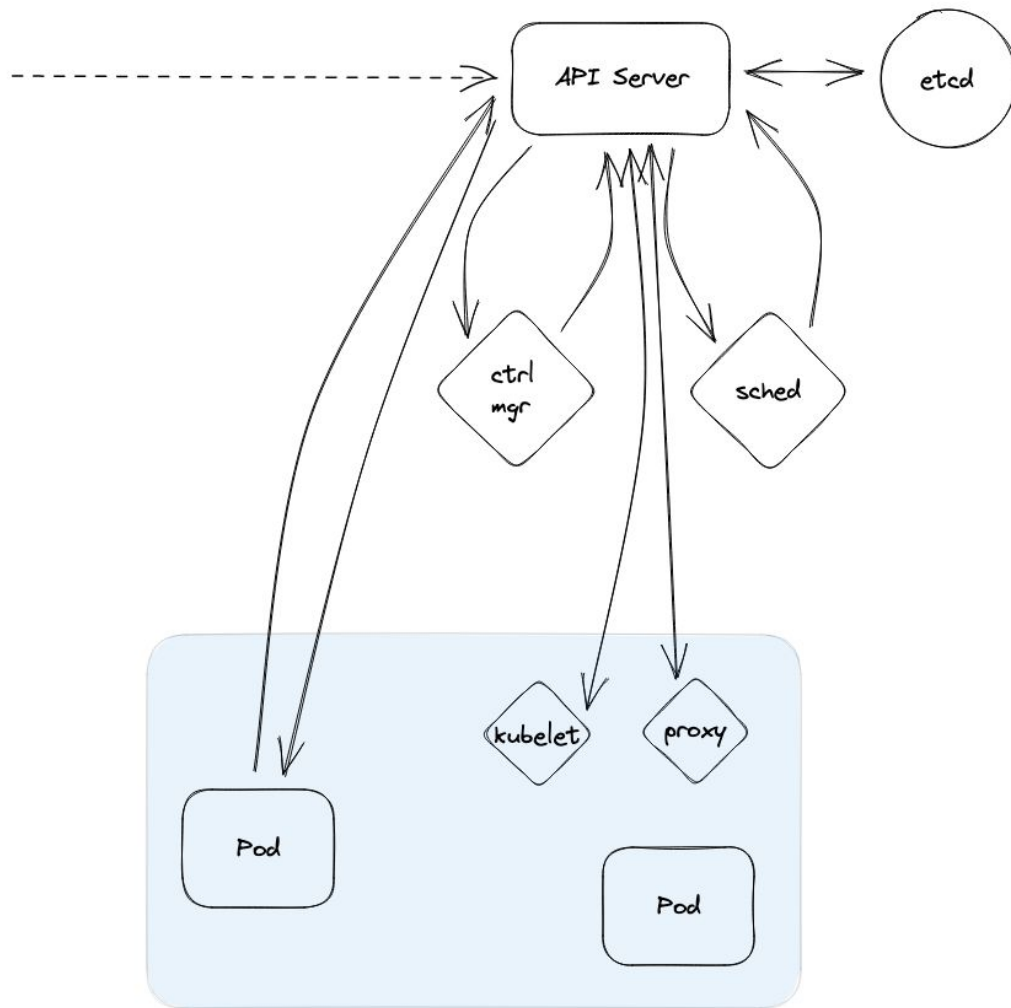 API Server
etcd
ctrl
mgr
sched
kubelet
proxy
Pod
Pod